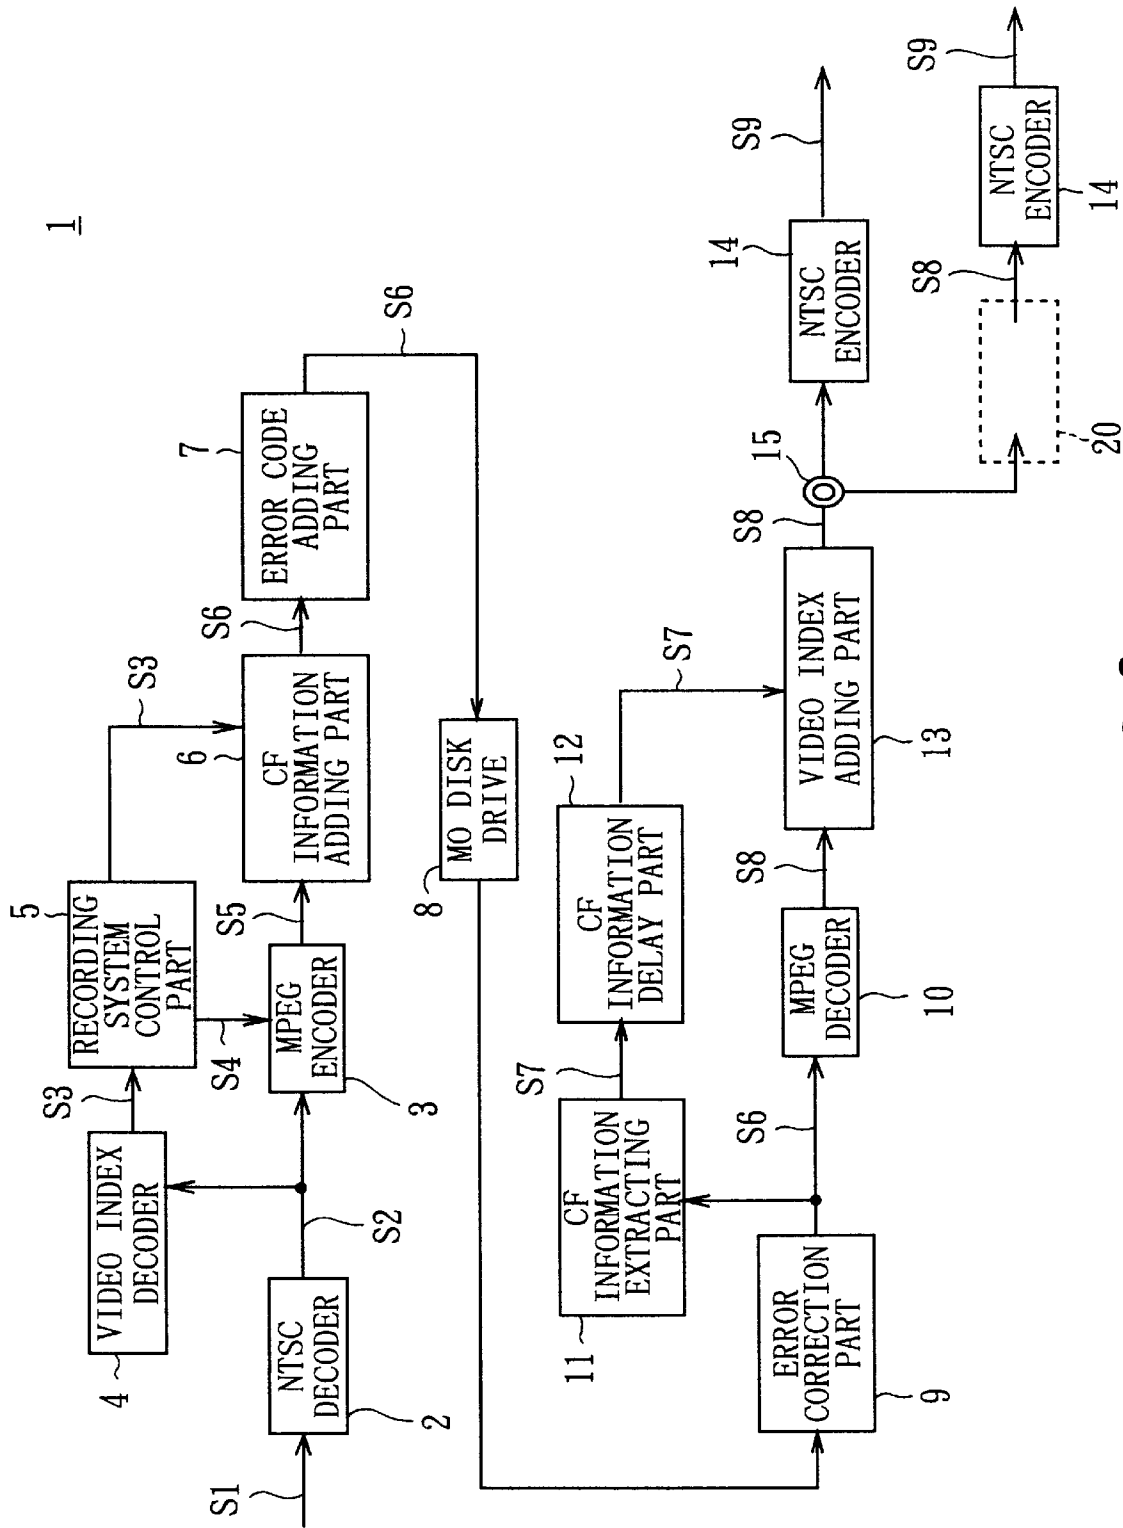 1
S1
NTSC
DECODER
2
S2
VIDEO INDEX
DECODER
4
S3
RECORDING
SYSTEM
CONTROL
PART
5
S4
S3
MPEG
ENCODER
3
S5
CF
INFORMATION
ADDING PART
6
S6
ERROR CODE
ADDING
PART
7
S6
MO DISK
DRIVE
8
ERROR
CORRECTION
PART
9
S6
CF
INFORMATION
EXTRACTING
PART
11
S7
CF
INFORMATION
DELAY PART
12
S7
MPEG
DECODER
10
S8
VIDEO INDEX
ADDING PART
13
S8
15
NTSC
ENCODER
14
S9
20
S8
NTSC
ENCODER
14
S9